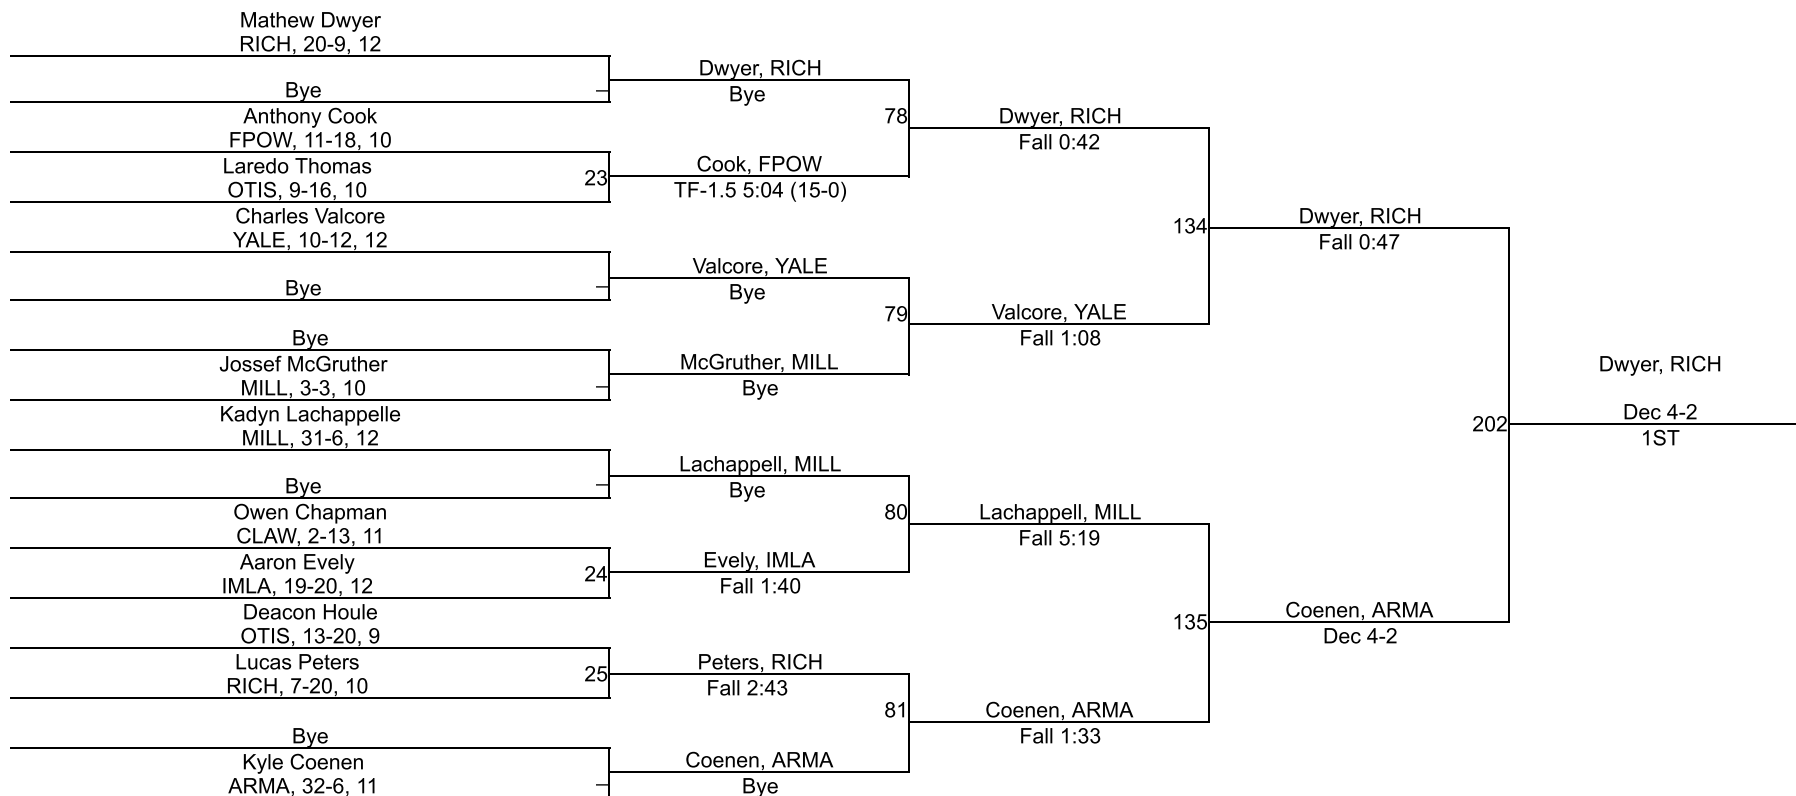 Mathew Dwyer
RICH, 20-9, 12
Bye
Anthony Cook
FPOW, 11-18, 10
Laredo Thomas
OTIS, 9-16, 10
23
Charles Valcore
YALE, 10-12, 12
Bye
Bye
Jossef McGruther
MILL, 3-3, 10
Kadyn Lachappelle
MILL, 31-6, 12
Bye
Owen Chapman
CLAW, 2-13, 11
Aaron Evely
IMLA, 19-20, 12
24
Deacon Houle
OTIS, 13-20, 9
Lucas Peters
RICH, 7-20, 10
25
Bye
Kyle Coenen
ARMA, 32-6, 11
Dwyer, RICH
Bye
78
Cook, FPOW
TF-1.5 5:04 (15-0)
Valcore, YALE
Bye
79
McGruther, MILL
Bye
Lachappell, MILL
Bye
80
Evely, IMLA
Fall 1:40
Peters, RICH
Fall 2:43
81
Coenen, ARMA
Bye
Dwyer, RICH
Fall 0:42
134
Valcore, YALE
Fall 1:08
Lachappell, MILL
Fall 5:19
135
Coenen, ARMA
Fall 1:33
Dwyer, RICH
Fall 0:47
202
Coenen, ARMA
Dec 4-2
Dwyer, RICH
Dec 4-2
1ST